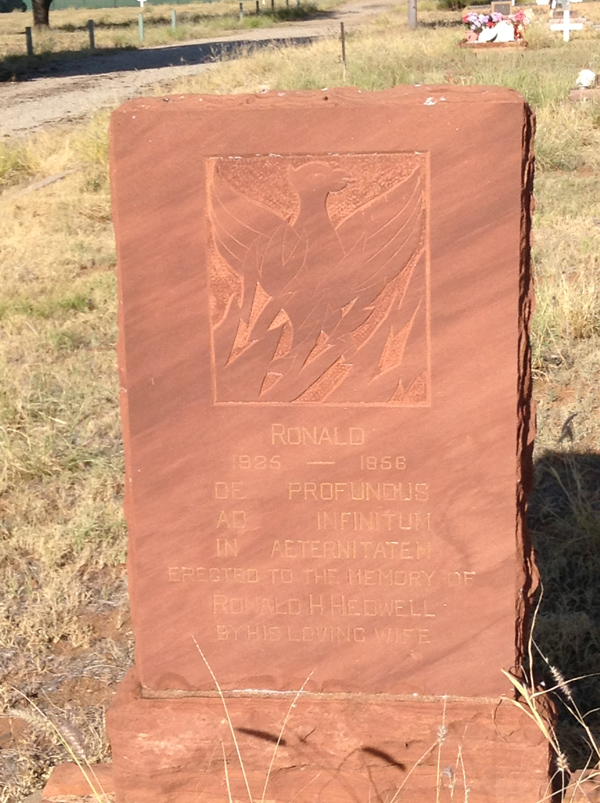 RONALD
1925 — 1956
DE PROFUNDUS
AD INFINITUM
IN AETERNITATEM
ERECTED TO THE MEMORY OF
RONALD H HEDWELL
BY HIS LOVING WIFE